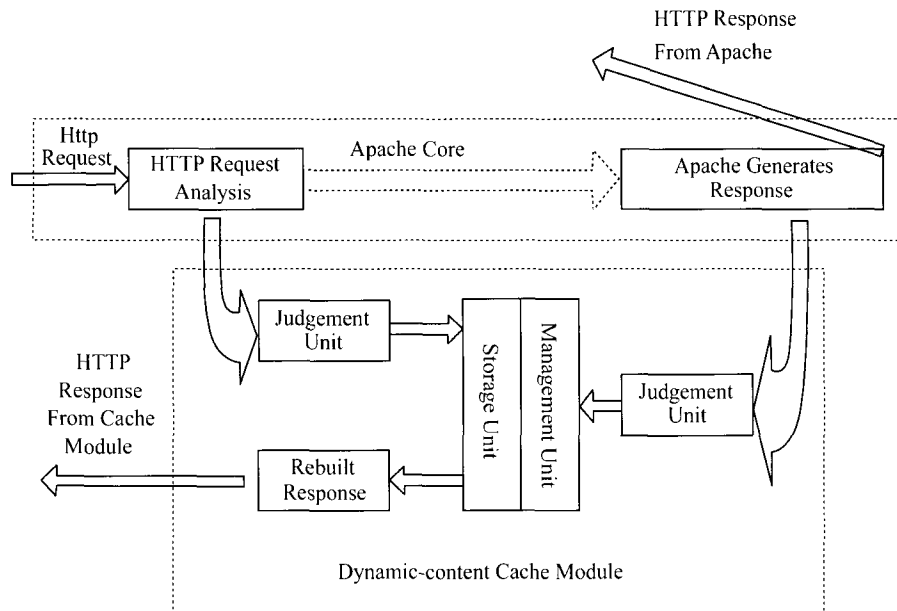 HTTP Response
From Apache
Http
Request
HTTP Request
Analysis
Apache Core
Apache Generates
Response
Judgement
Unit
Storage Unit
Management Unit
Judgement
Unit
HTTP
Response
From Cache
Module
Rebuilt
Response
Dynamic-content Cache Module